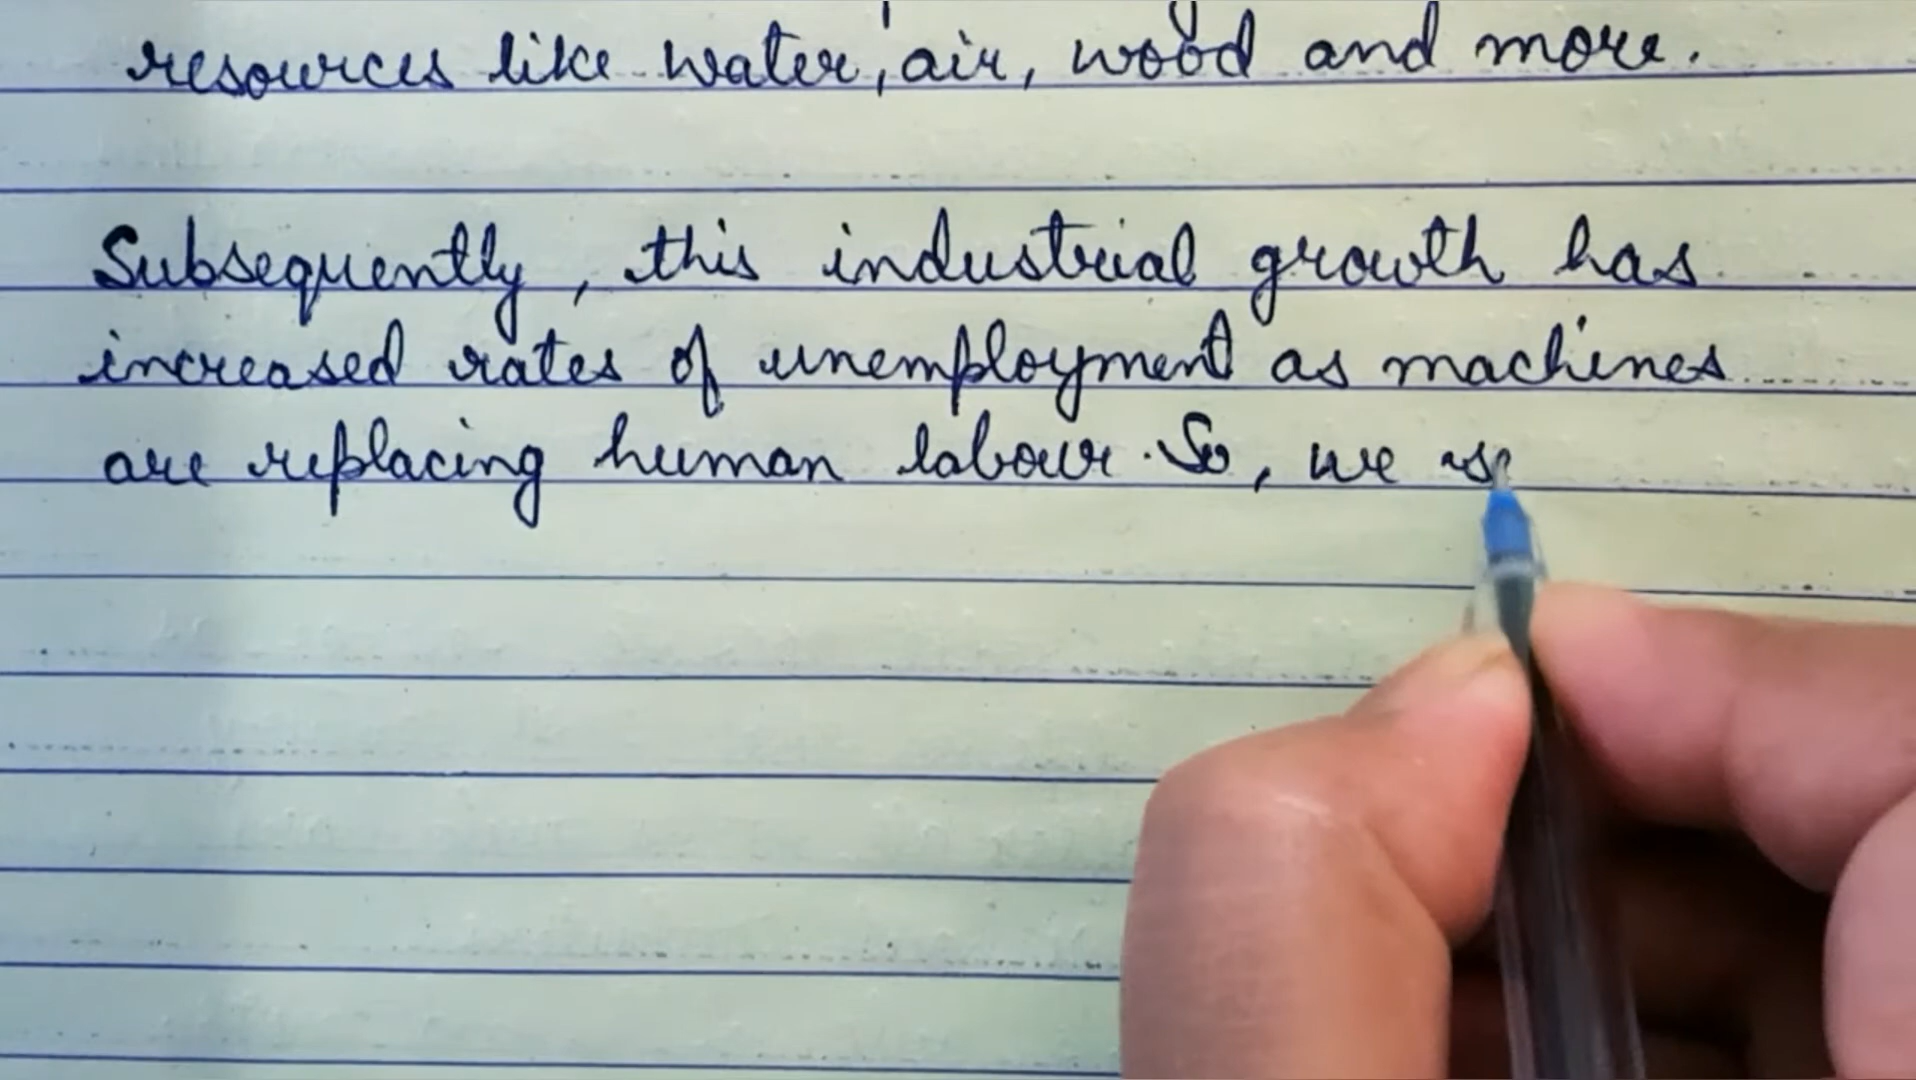 resources like water, air, wood and more.
Subsequently, this industrial growth has
increased rates of unemployment as machines
are replacing human labour. So, we